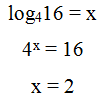 log₄16 = x
4ˣ = 16
x = 2